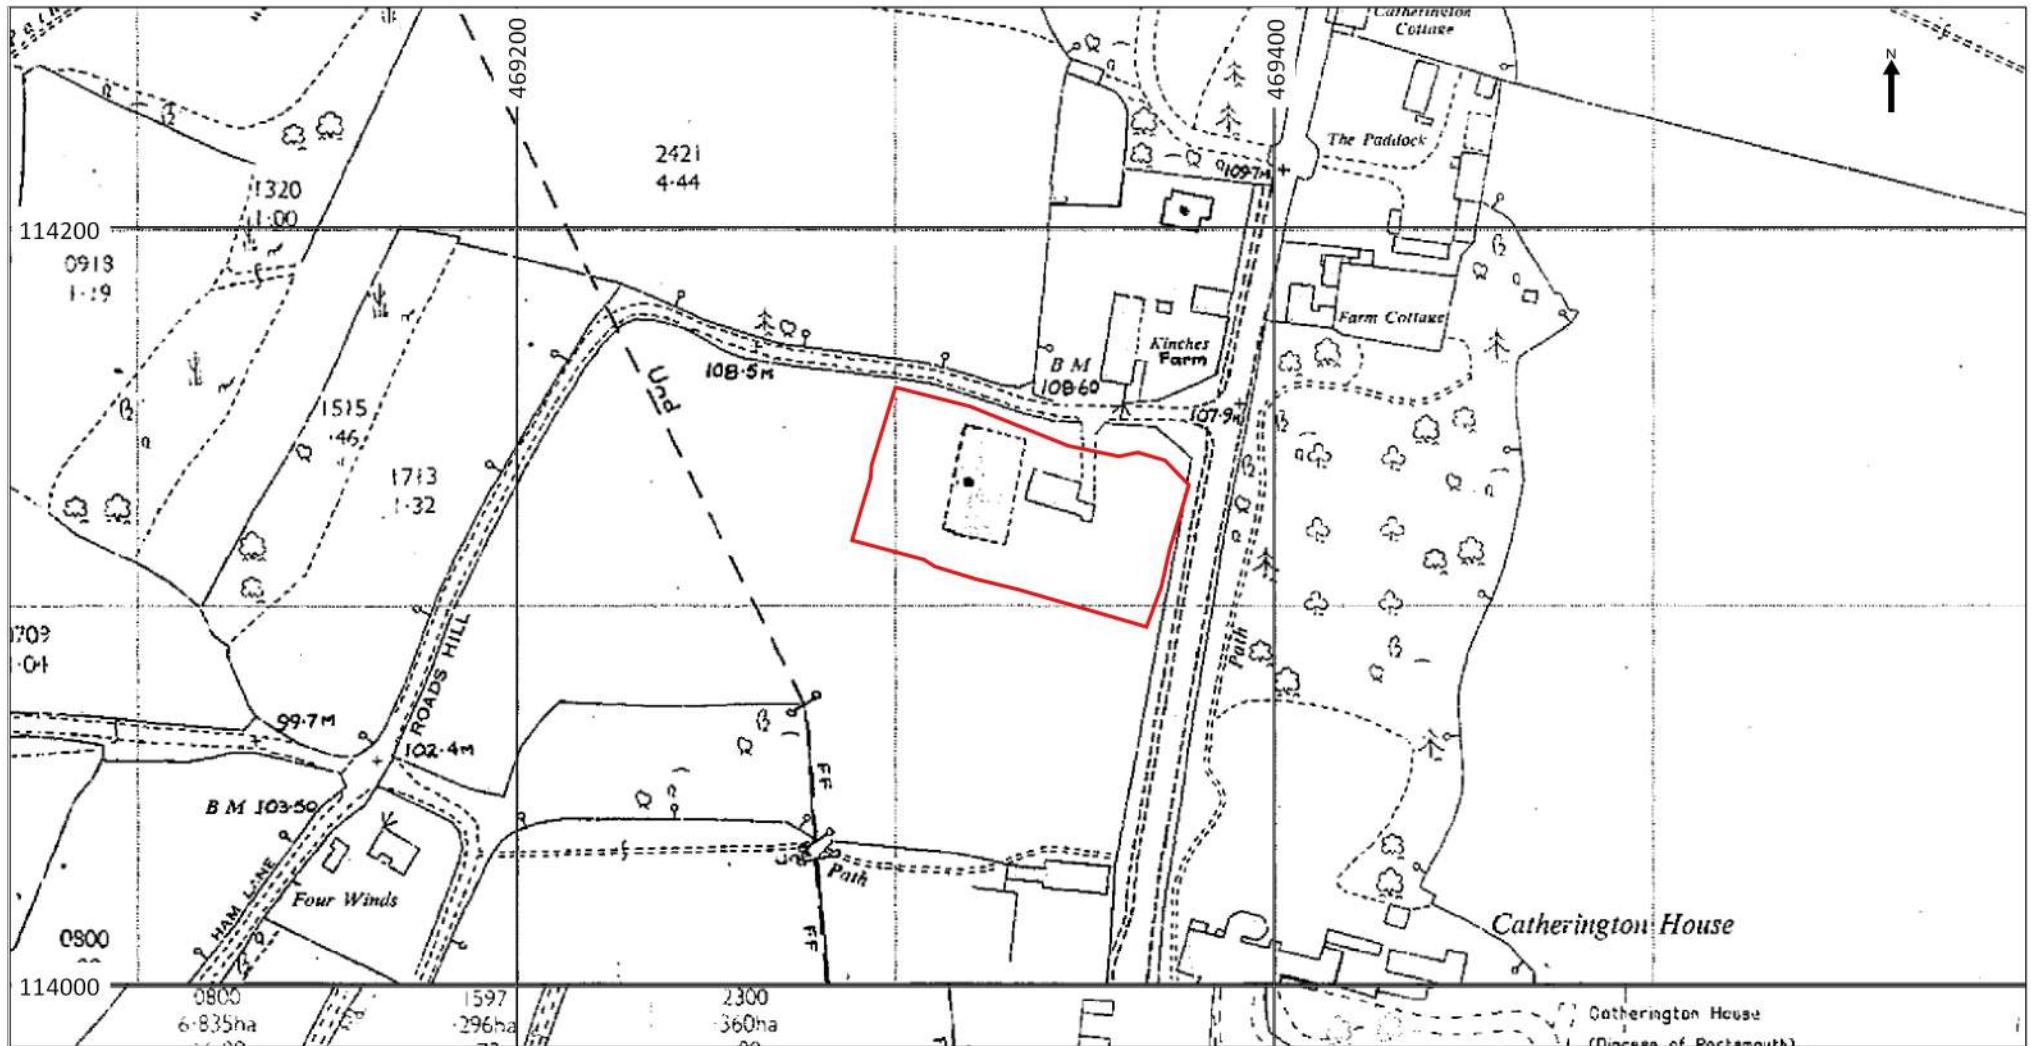 Catherington
Cottage
469200
469400
N
The Paddock
2421
4·44
109·7M
1320
1·00
114200
0913
1·19
Farm Cottage
Kinches
Farm
B M
108·60
108·5M
Und
107·9M
1515
·46
1713
1·32
ROADS HILL
Path
99·7M
102·4M
FF
B M 103·50
Path
HAM LANE
Four Winds
FF
0800
Catherington House
114000
0800
1597
2300
6·835ha
·296ha
·360ha
Catherington House
(Diocese of Portsmouth)